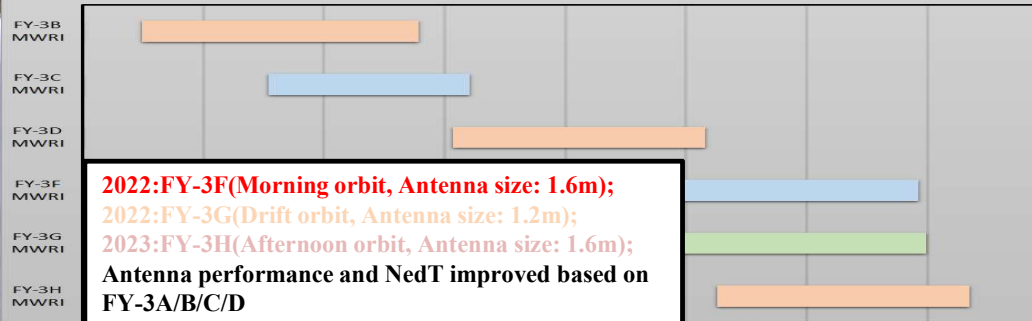 FY-3B
MWRI
FY-3C
MWRI
FY-3D
MWRI
FY-3F
MWRI
FY-3G
MWRI
FY-3H
MWRI
2022:FY-3F(Morning orbit, Antenna size: 1.6m);
2022:FY-3G(Drift orbit, Antenna size: 1.2m);
2023:FY-3H(Afternoon orbit, Antenna size: 1.6m);
Antenna performance and NedT improved based on
FY-3A/B/C/D